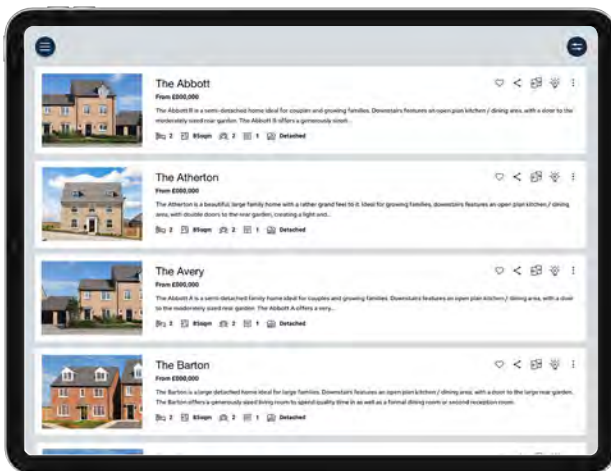 The Abbott
From £000,000
The Abbott B is a semi-detached home ideal for couples and growing families. Downstairs features an open plan kitchen / dining area, with a door to the
moderately sized rear garden. The Abbott B offers a generously sized...
2 85sqm 2 1 Detached
The Atherton
From £000,000
The Atherton is a beautiful, large family home with a rather grand feel to it. Ideal for growing families, downstairs features an open plan kitchen / dining
area, with double doors to the rear garden, creating a light and...
2 85sqm 2 1 Detached
The Avery
From £000,000
The Abbott A is a semi-detached family home ideal for couples and growing families. Downstairs features an open plan kitchen / dining area, with a door
to the moderately sized rear garden. The Abbott A offers a very...
2 85sqm 2 1 Detached
The Barton
From £000,000
The Barton is a large detached home ideal for large families. Downstairs features an open plan kitchen / dining area, with a door to the large rear garden.
The Barton offers a generously sized living room to spend quality time in as well as a formal dining room or second reception room.
2 85sqm 2 1 Detached